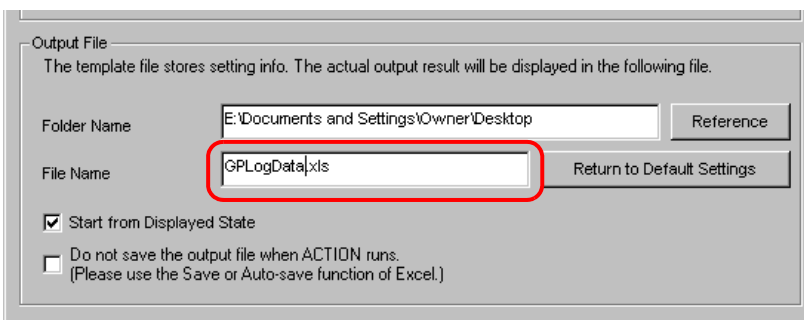 Output File
The template file stores setting info. The actual output result will be displayed in the following file.
Folder Name E:\Documents and Settings\Owner\Desktop Reference
File Name GPLogData.xls Return to Default Settings
Start from Displayed State
Do not save the output file when ACTION runs.
(Please use the Save or Auto-save function of Excel.)